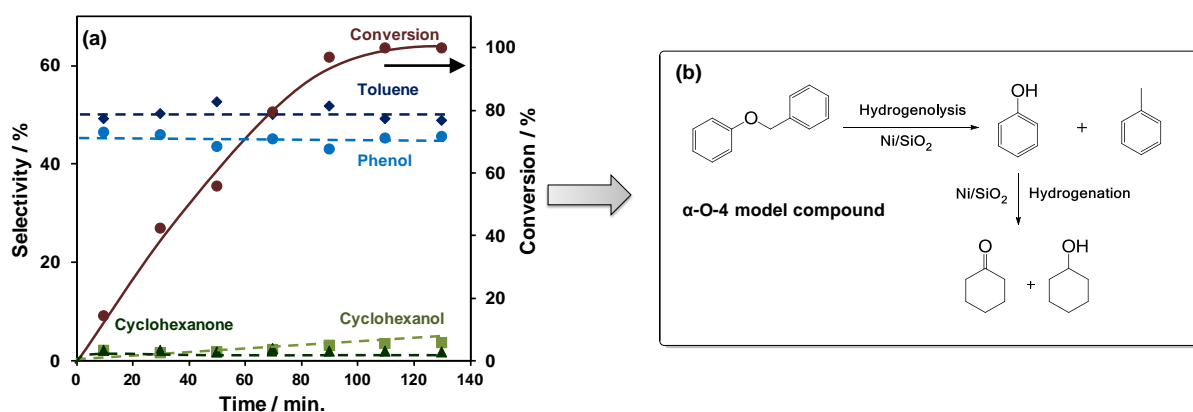 (a)
Conversion
Toluene
Phenol
Cyclohexanone
Cyclohexanol
Selectivity / %
60
40
20
0
100
80
60
40
20
0
Conversion / %
0 20 40 60 80 100 120 140
Time / min.
(b)
OH
O
Hydrogenolysis
Ni/SiO2
+
α-O-4 model compound
Ni/SiO2 Hydrogenation
O
OH
+